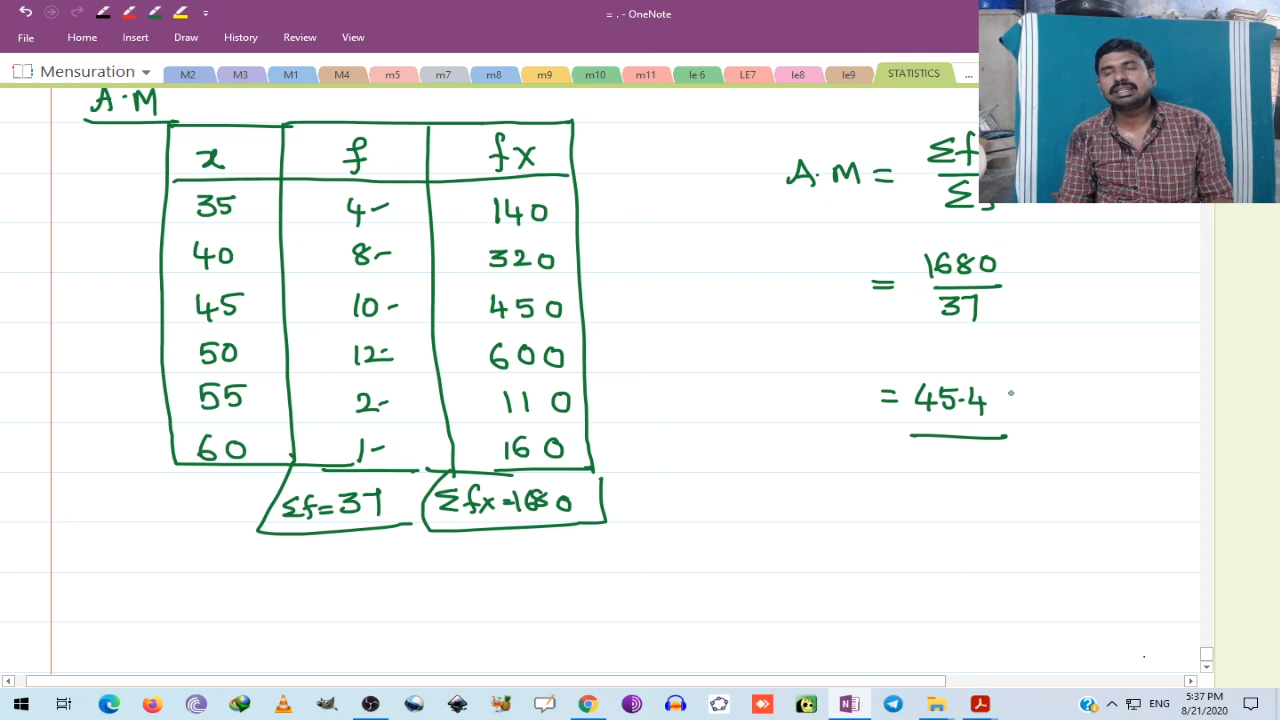 = , - OneNote
File Home Insert Draw History Review View
Mensuration M2 M3 M1 M4 m5 m7 m8 m9 m10 m11 le 6 LE7 le8 le9 STATISTICS ...
A.M
x f fx
35 4- 140
40 8- 320
45 10- 450
50 12- 600
55 2- 110
60 1- 160
Σf=37 Σfx=1680
A.M = Σf
Σ
= 1680
37
= 45.4
ENG
5:37 PM
8/21/2020